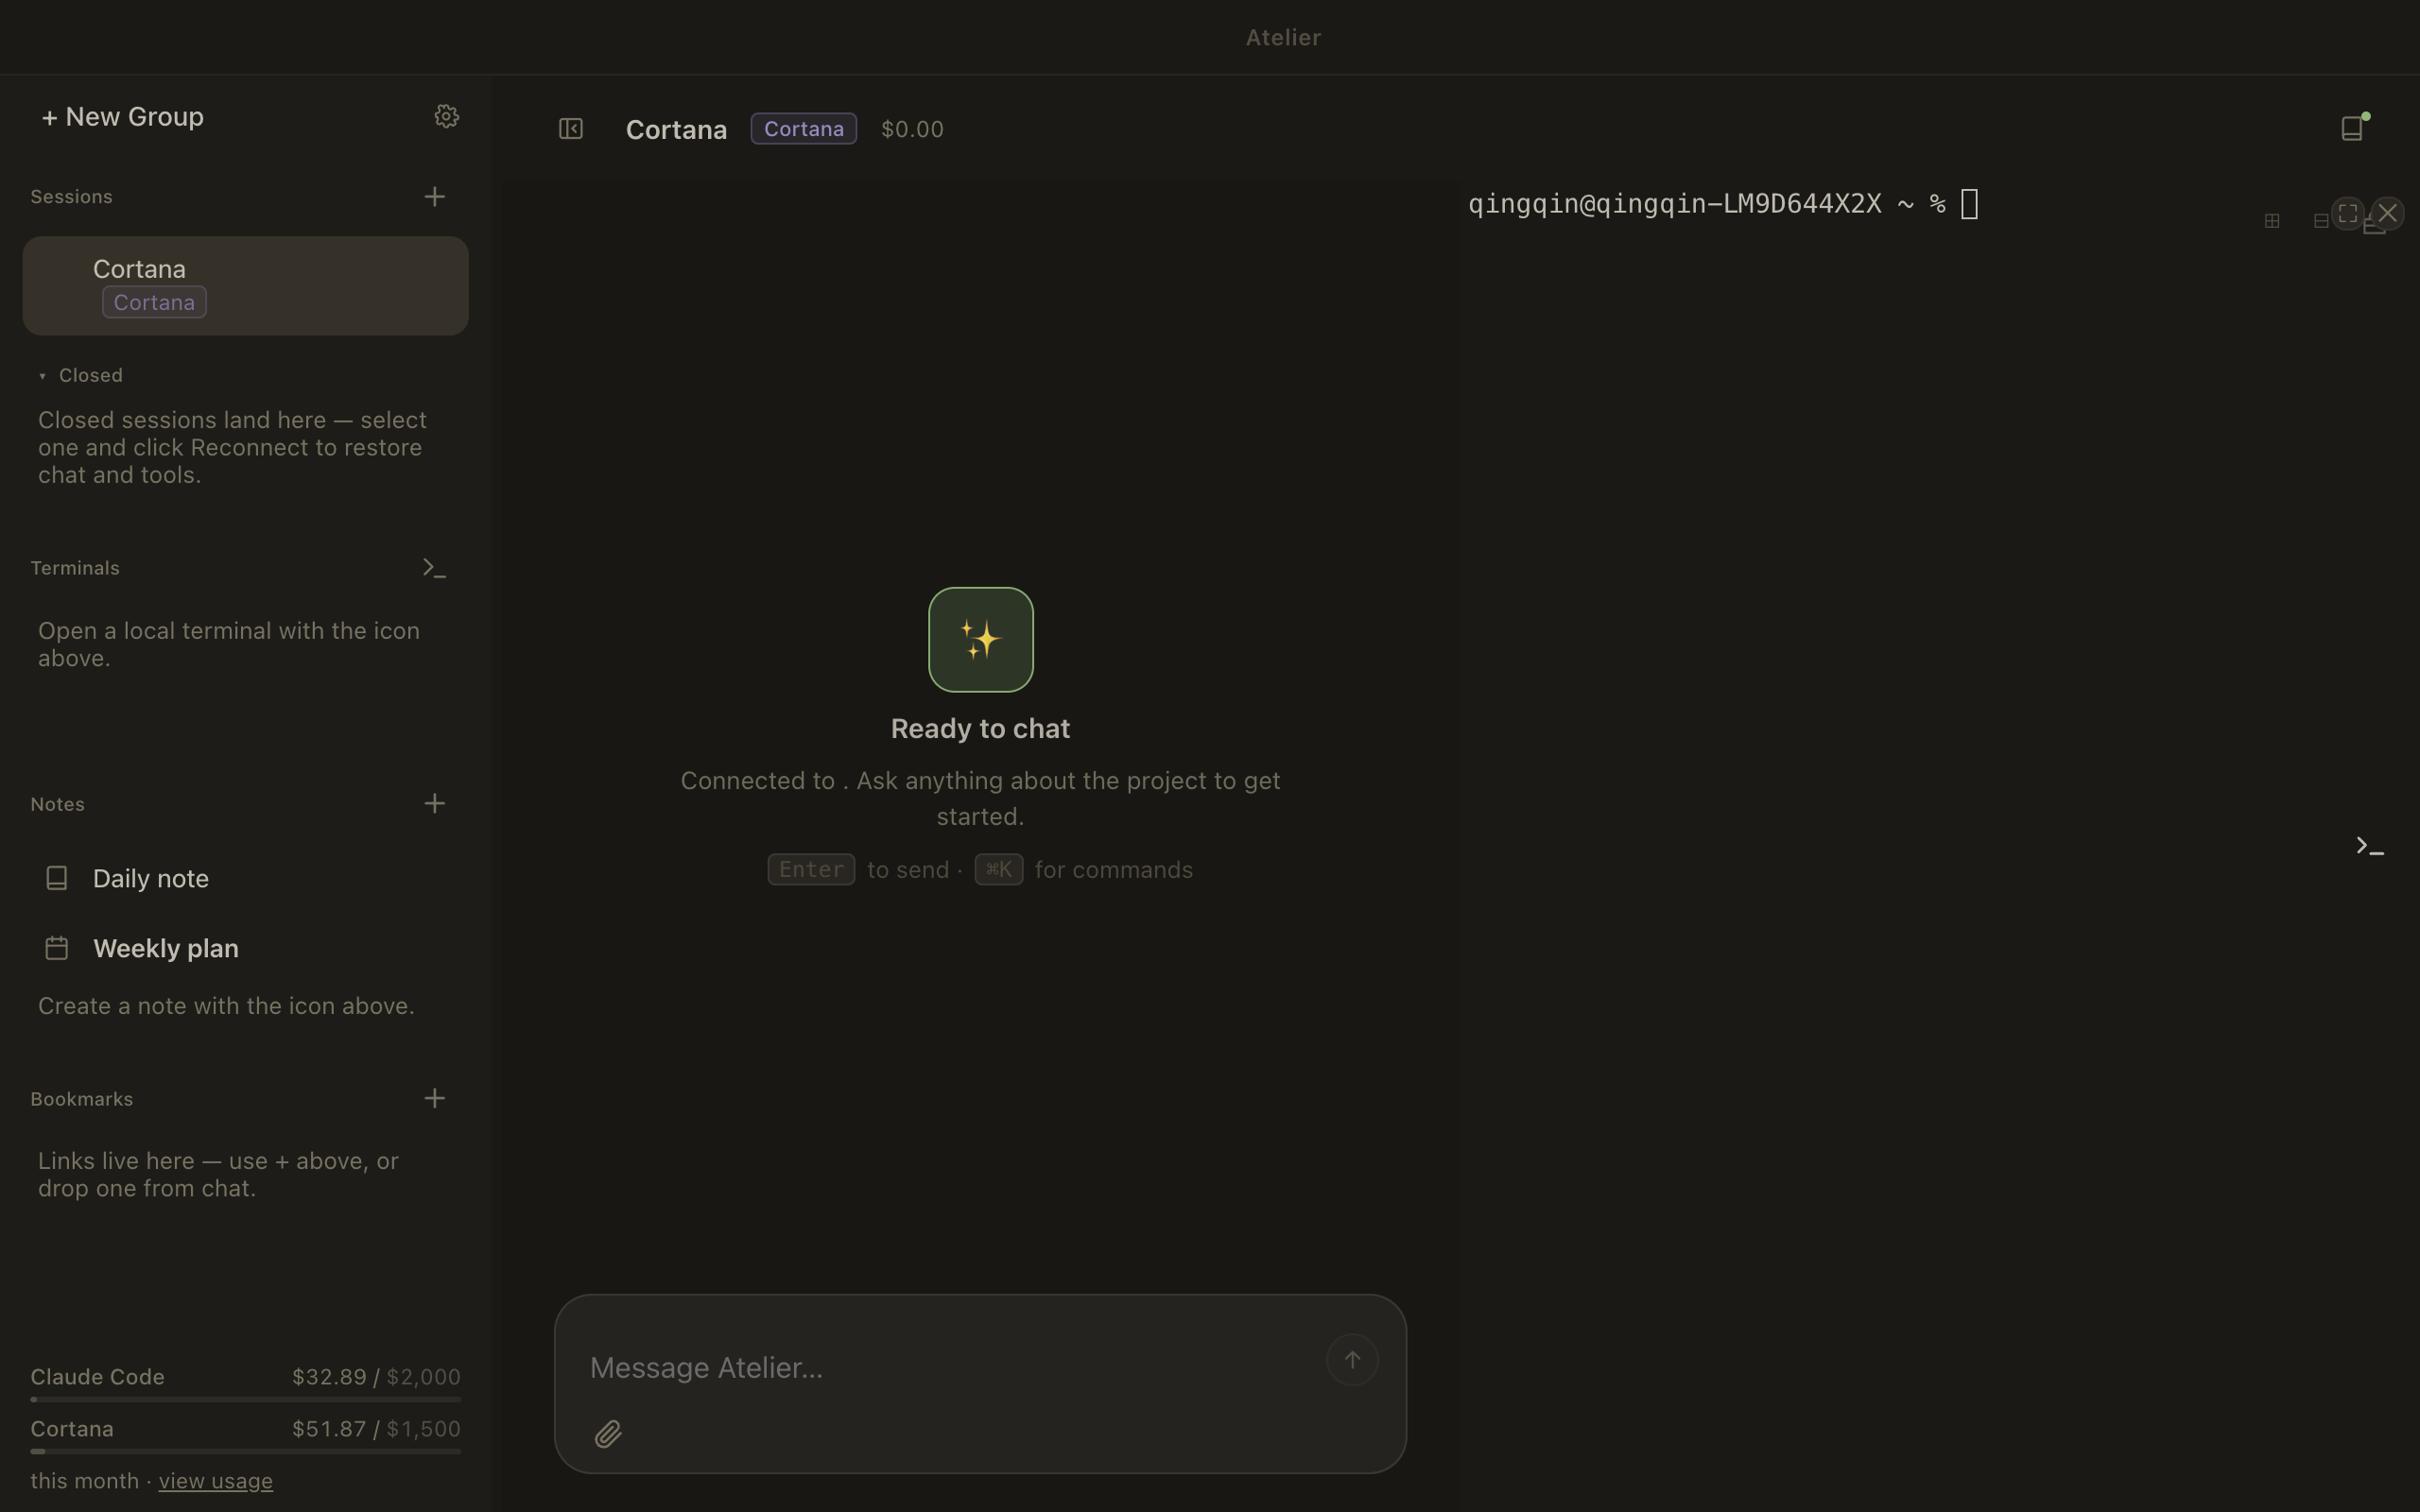 Atelier
+ New Group
Sessions
Cortana
Cortana
Closed
Closed sessions land here — select
one and click Reconnect to restore
chat and tools.
Terminals
Open a local terminal with the icon
above.
Notes
Daily note
Weekly plan
Create a note with the icon above.
Bookmarks
Links live here — use + above, or
drop one from chat.
Claude Code $32.89 / $2,000
Cortana $51.87 / $1,500
this month · view usage
Cortana Cortana $0.00
Ready to chat
Connected to . Ask anything about the project to get
started.
Enter to send · ⌘K for commands
Message Atelier...
qingqin@qingqin-LM9D644X2X ~ %